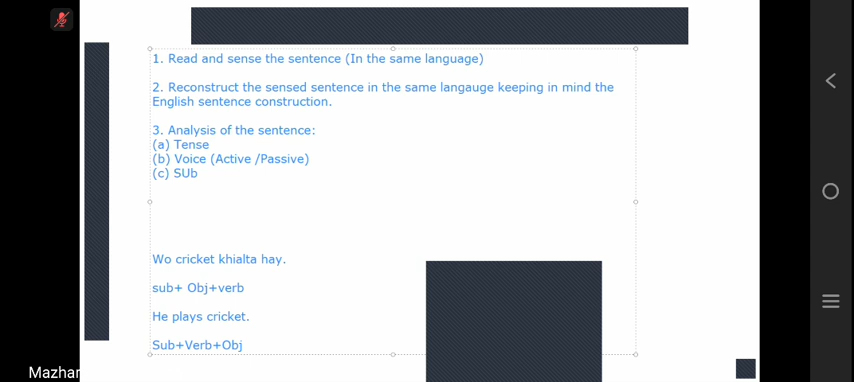 1. Read and sense the sentence (In the same language)
2. Reconstruct the sensed sentence in the same langauge keeping in mind the
English sentence construction.
3. Analysis of the sentence:
(a) Tense
(b) Voice (Active /Passive)
(c) SUb
Wo cricket khialta hay.
sub+ Obj+verb
He plays cricket.
Sub+Verb+Obj
Mazhar